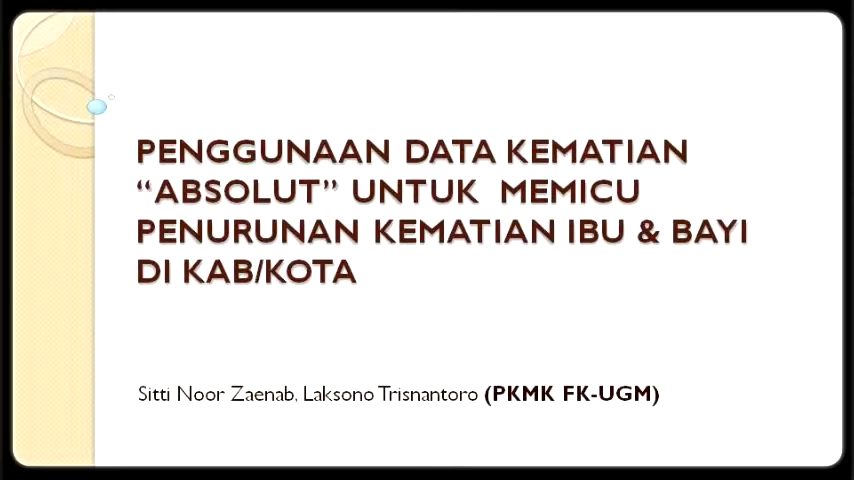 PENGGUNAAN DATA KEMATIAN
“ABSOLUT” UNTUK MEMICU
PENURUNAN KEMATIAN IBU & BAYI
DI KAB/KOTA
Sitti Noor Zaenab, Laksono Trisnantoro (PKMK FK-UGM)